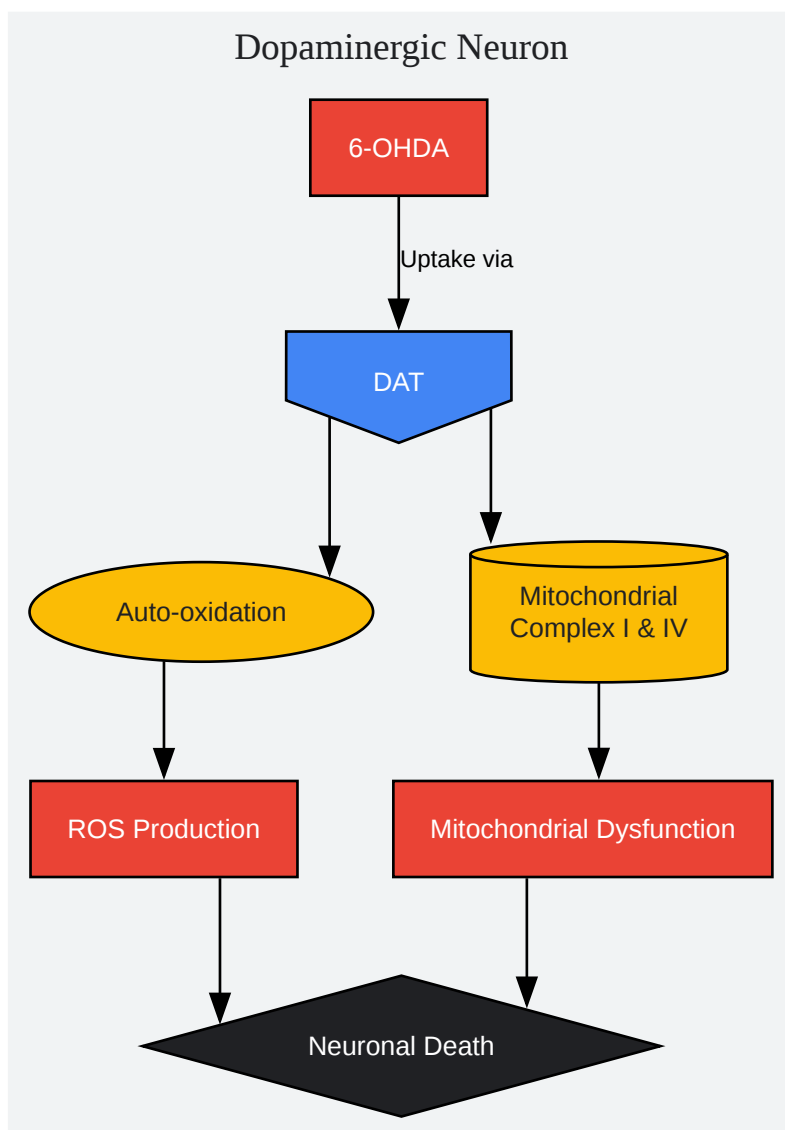 Dopaminergic Neuron
6-OHDA
Uptake via
DAT
Auto-oxidation
Mitochondrial
Complex I & IV
ROS Production
Mitochondrial Dysfunction
Neuronal Death